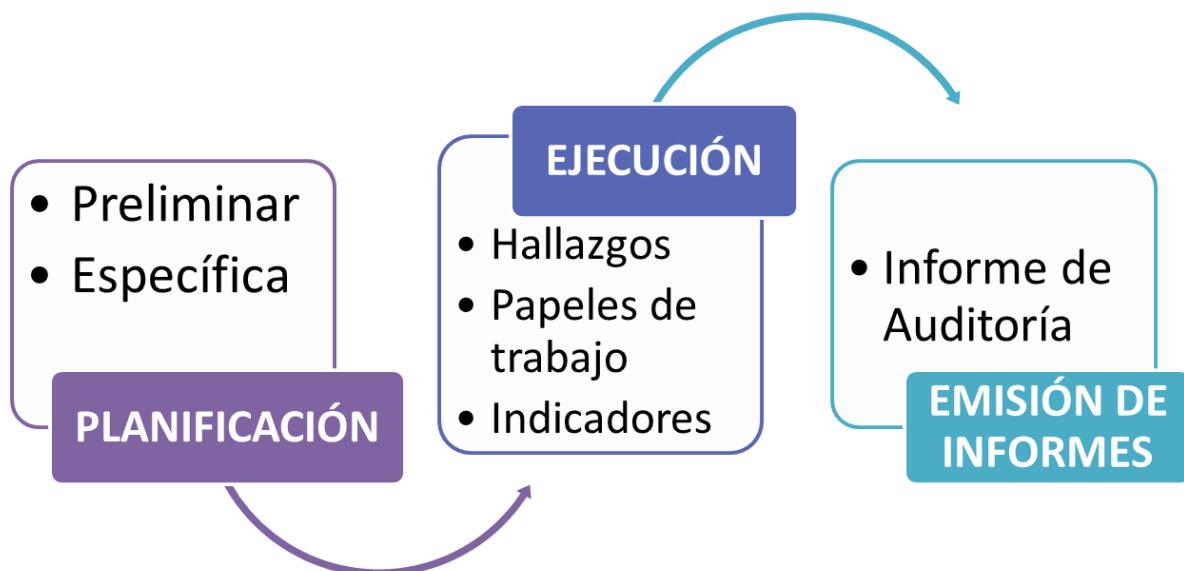 • Preliminar
• Específica
PLANIFICACIÓN
EJECUCIÓN
• Hallazgos
• Papeles de
trabajo
• Indicadores
• Informe de
Auditoría
EMISIÓN DE
INFORMES